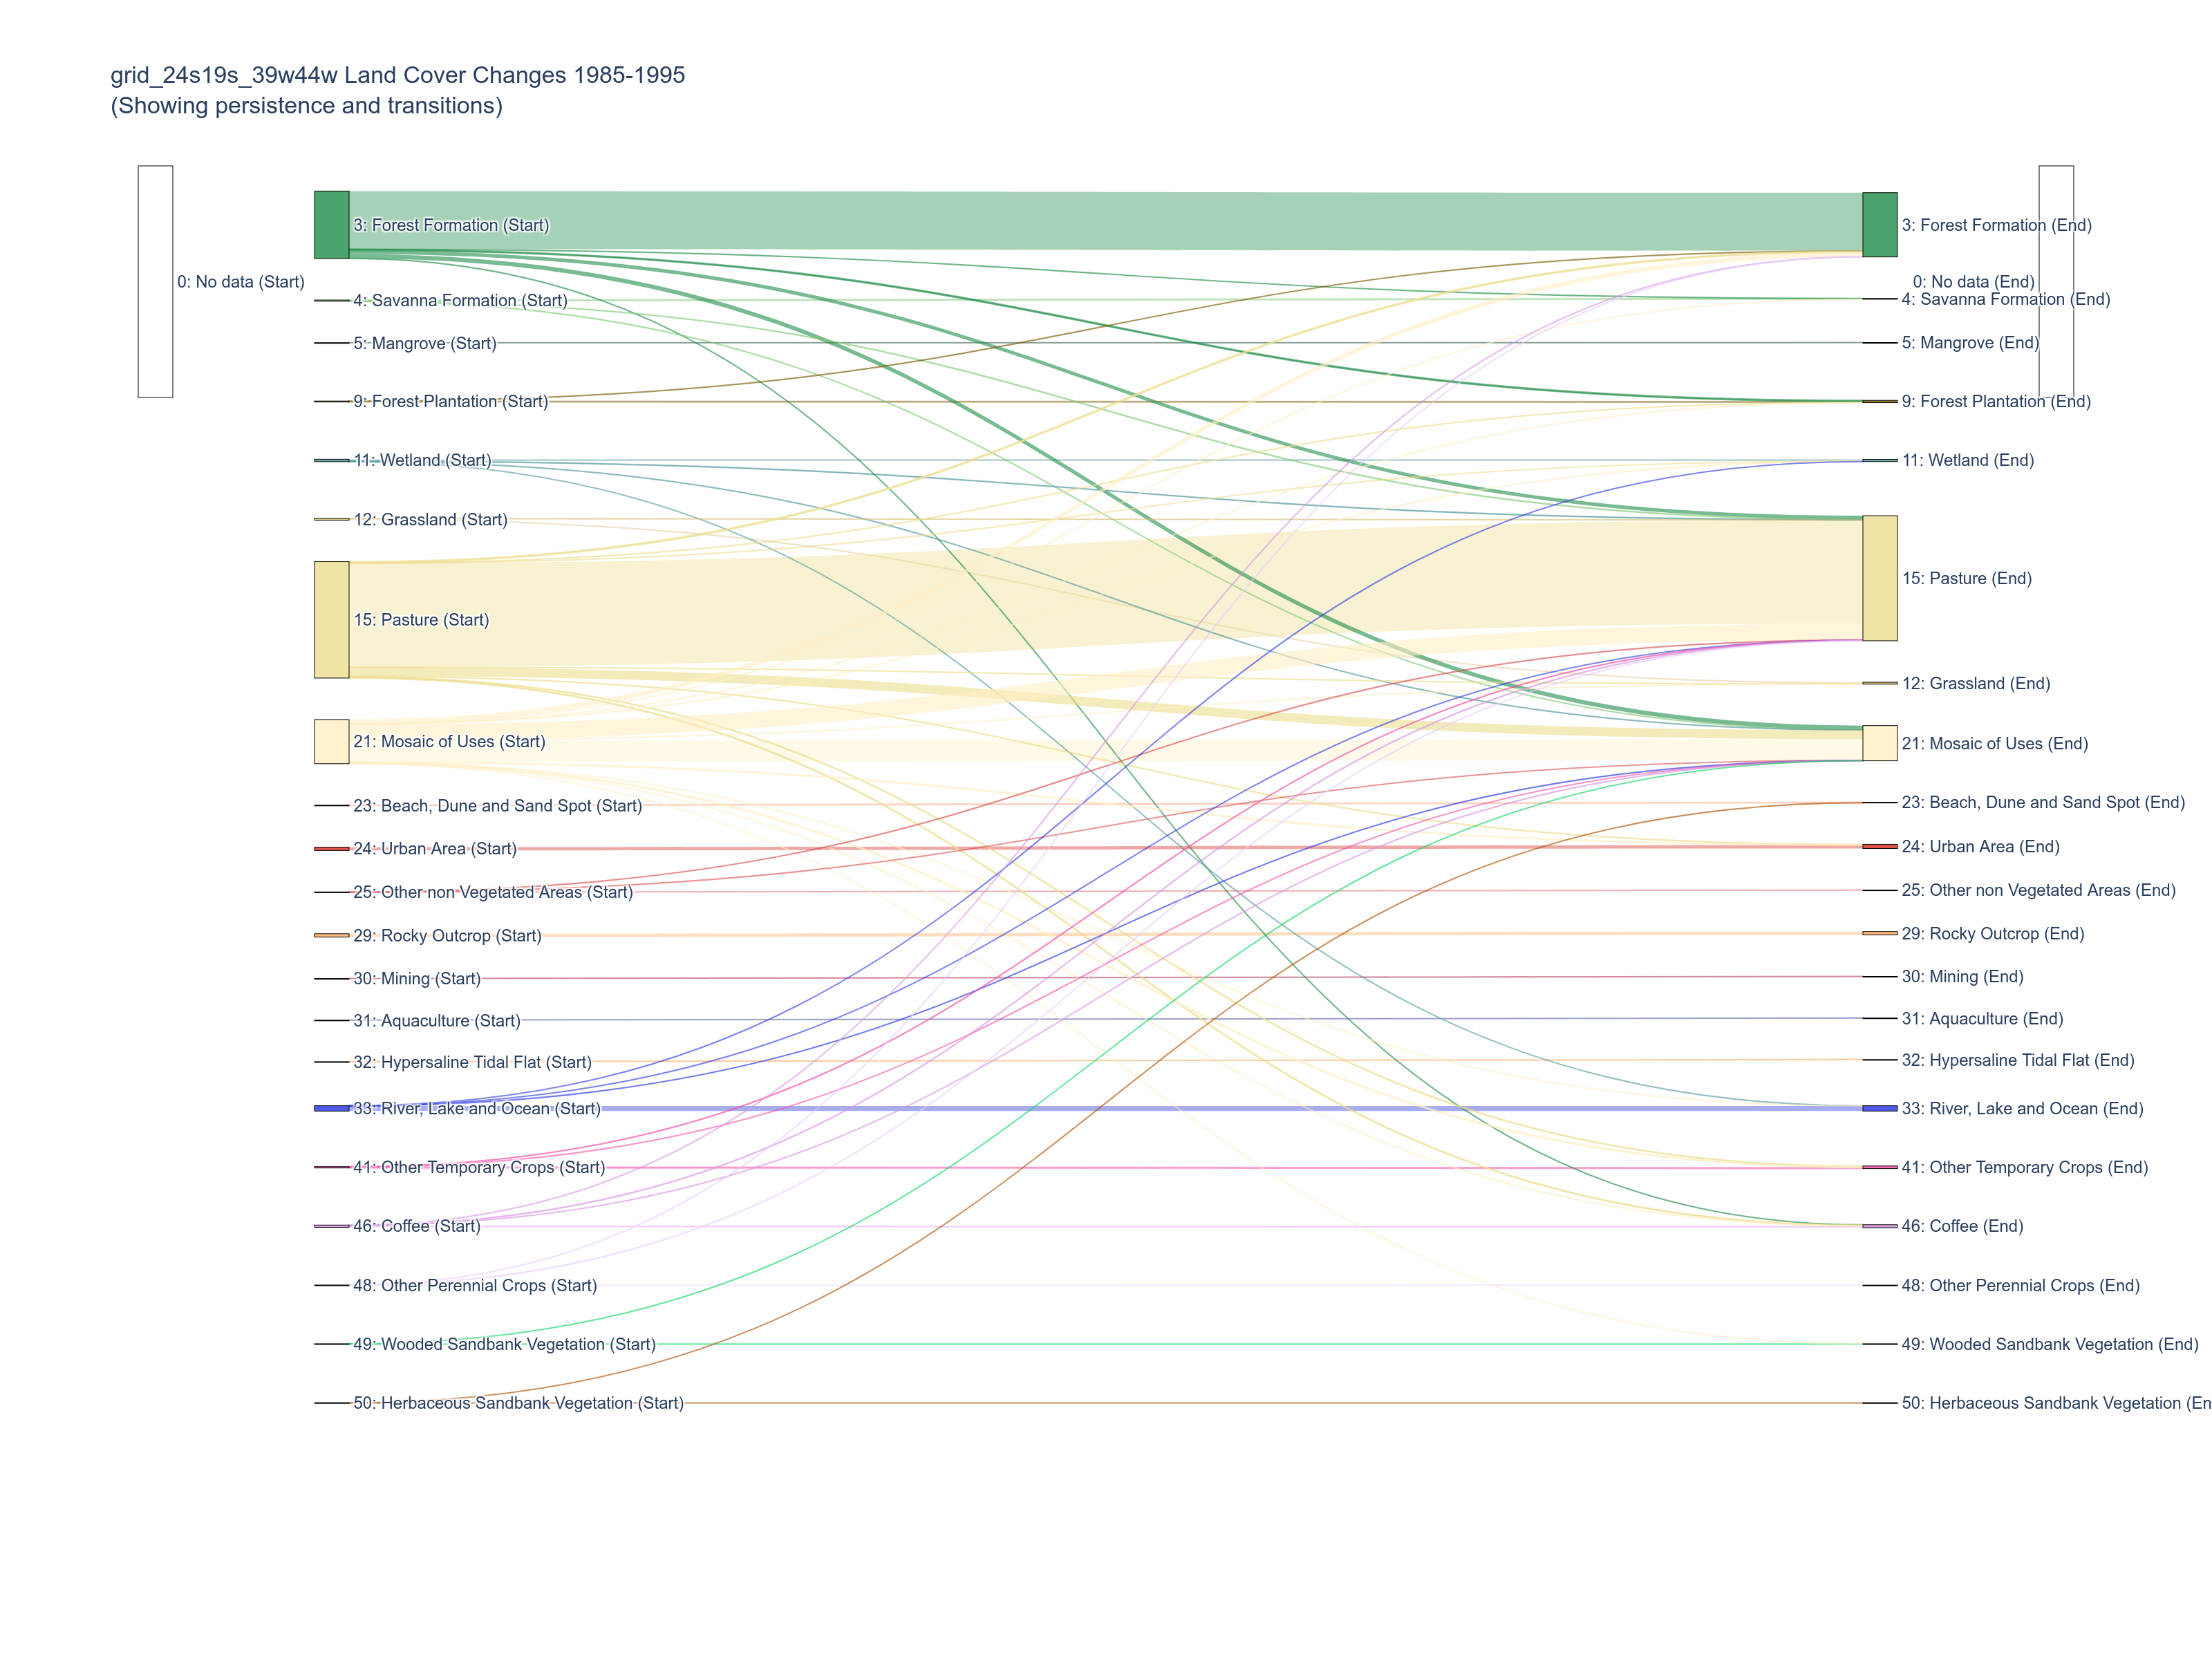 grid_24s19s_39w44w Land Cover Changes 1985-1995
(Showing persistence and transitions)
0: No data (Start)
3: Forest Formation (Start)
4: Savanna Formation (Start)
5: Mangrove (Start)
9: Forest Plantation (Start)
11: Wetland (Start)
12: Grassland (Start)
15: Pasture (Start)
21: Mosaic of Uses (Start)
23: Beach, Dune and Sand Spot (Start)
24: Urban Area (Start)
25: Other non Vegetated Areas (Start)
29: Rocky Outcrop (Start)
30: Mining (Start)
31: Aquaculture (Start)
32: Hypersaline Tidal Flat (Start)
33: River, Lake and Ocean (Start)
41: Other Temporary Crops (Start)
46: Coffee (Start)
48: Other Perennial Crops (Start)
49: Wooded Sandbank Vegetation (Start)
50: Herbaceous Sandbank Vegetation (Start)
3: Forest Formation (End)
0: No data (End)
4: Savanna Formation (End)
5: Mangrove (End)
9: Forest Plantation (End)
11: Wetland (End)
15: Pasture (End)
12: Grassland (End)
21: Mosaic of Uses (End)
23: Beach, Dune and Sand Spot (End)
24: Urban Area (End)
25: Other non Vegetated Areas (End)
29: Rocky Outcrop (End)
30: Mining (End)
31: Aquaculture (End)
32: Hypersaline Tidal Flat (End)
33: River, Lake and Ocean (End)
41: Other Temporary Crops (End)
46: Coffee (End)
48: Other Perennial Crops (End)
49: Wooded Sandbank Vegetation (End)
50: Herbaceous Sandbank Vegetation (En